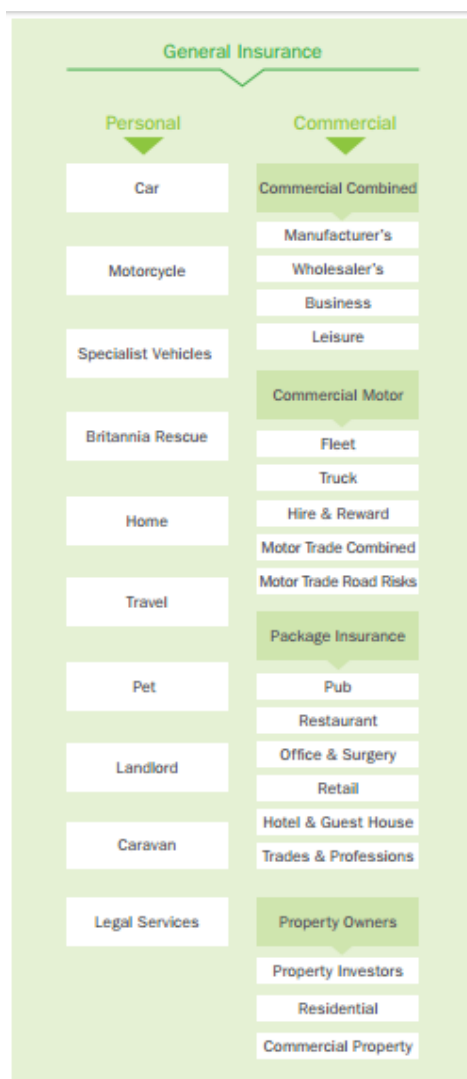 General Insurance
Personal
Car
Motorcycle
Specialist Vehicles
Britannia Rescue
Home
Travel
Pet
Landlord
Caravan
Legal Services
Commercial
Commercial Combined
Manufacturer's
Wholesaler's
Business
Leisure
Commercial Motor
Fleet
Truck
Hire & Reward
Motor Trade Combined
Motor Trade Road Risks
Package Insurance
Pub
Restaurant
Office & Surgery
Retail
Hotel & Guest House
Trades & Professions
Property Owners
Property Investors
Residential
Commercial Property